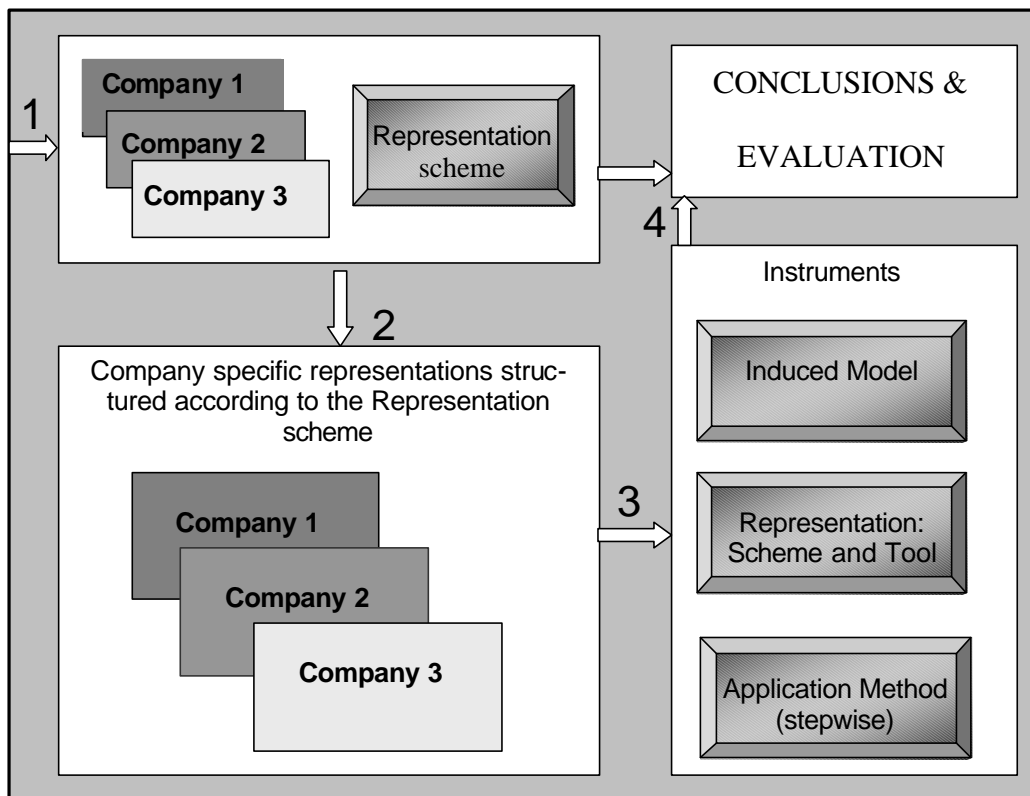 1
Company 1
Company 2
Company 3
Representation
scheme
CONCLUSIONS &
EVALUATION
2
Company specific representations struc-
tured according to the Representation
scheme
Company 1
Company 2
Company 3
3
4
Instruments
Induced Model
Representation:
Scheme and Tool
Application Method
(stepwise)